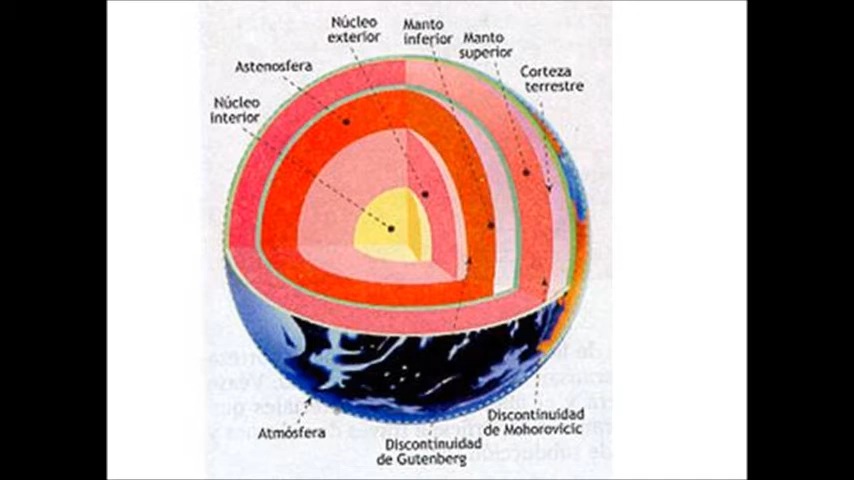 Núcleo
exterior
Manto
inferior
Manto
superior
Corteza
terrestre
Astenosfera
Núcleo
interior
Atmósfera
Discontinuidad
de Gutenberg
Discontinuidad
de Mohorovicic